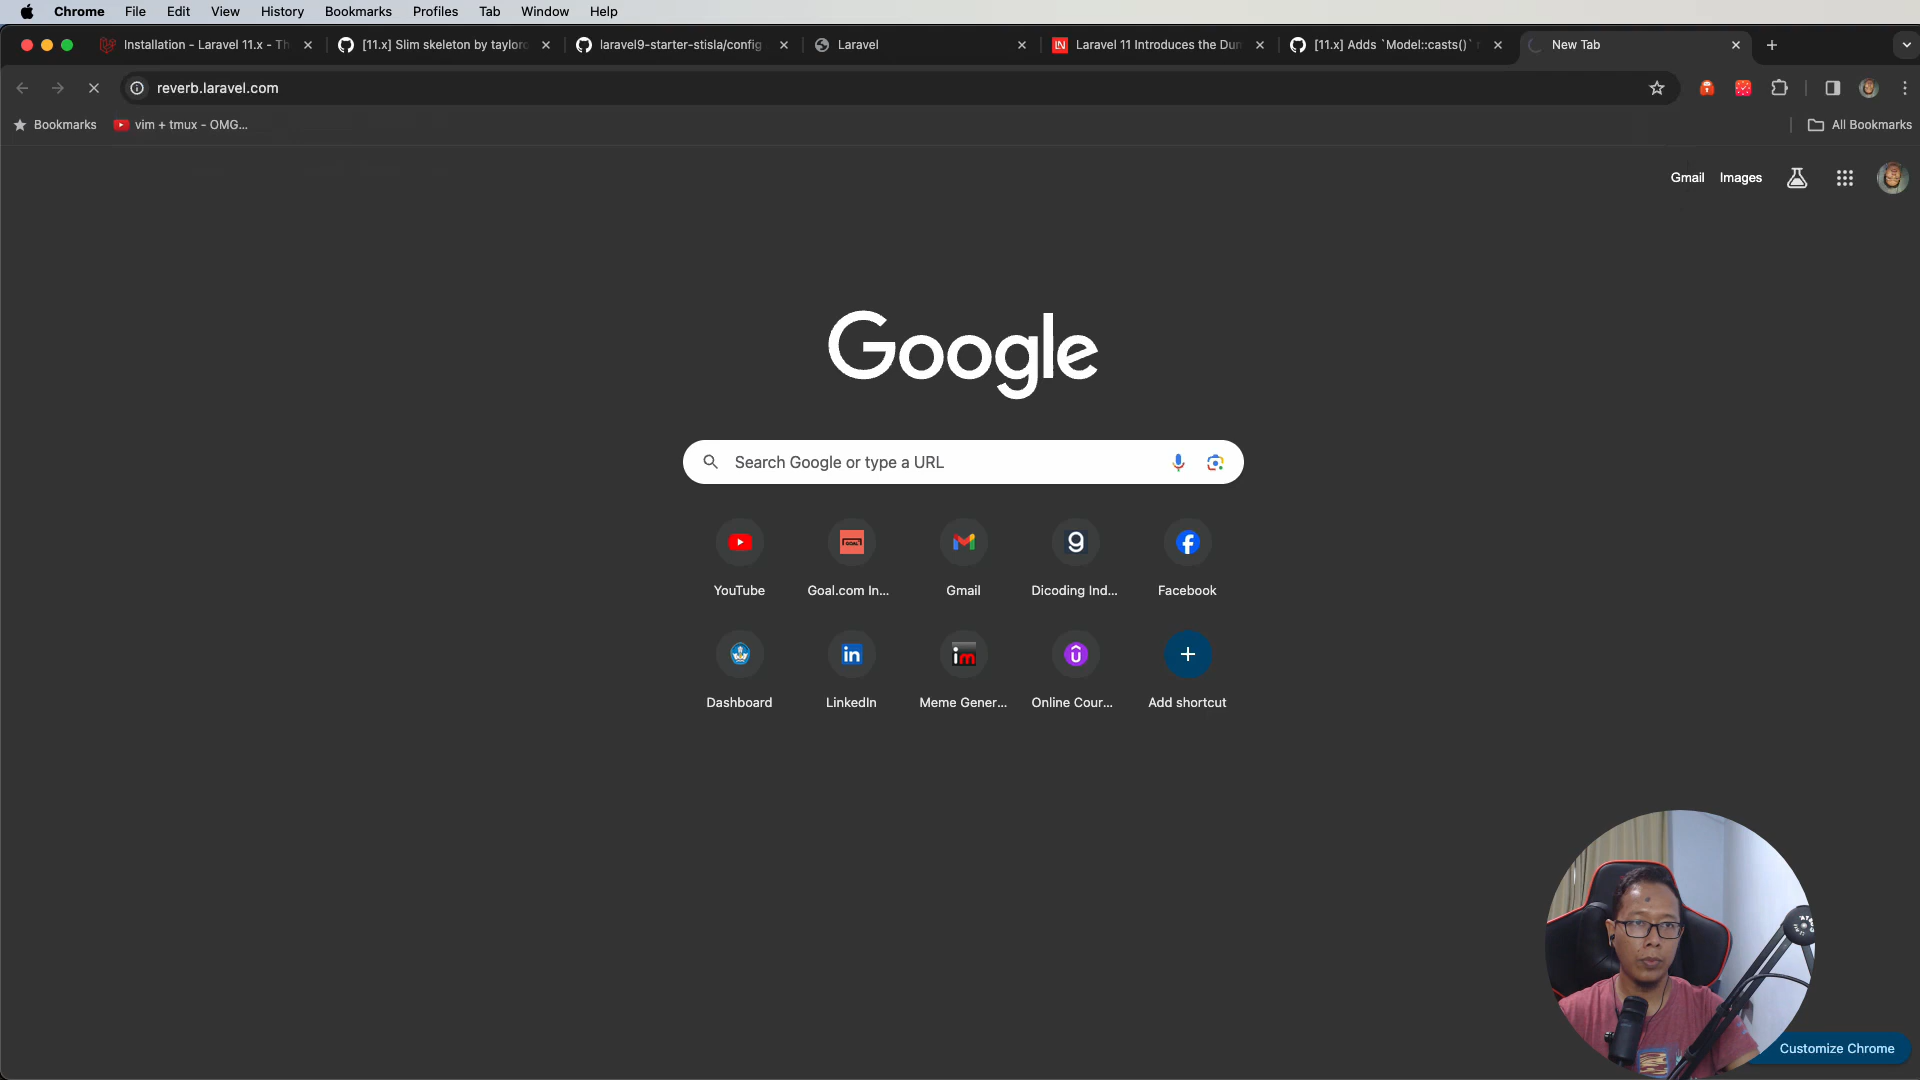 Chrome File Edit View History Bookmarks Profiles Tab Window Help
Installation - Laravel 11.x - Th [11.x] Slim skeleton by taylor laravel9-starter-stisla/config Laravel Laravel 11 Introduces the Dum [11.x] Adds `Model::casts()` New Tab
reverb.laravel.com
Bookmarks vim + tmux - OMG... All Bookmarks
Gmail Images
Google
Search Google or type a URL
YouTube Goal.com In... Gmail Dicoding Ind... Facebook
Dashboard LinkedIn Meme Gener... Online Cour... Add shortcut
Customize Chrome